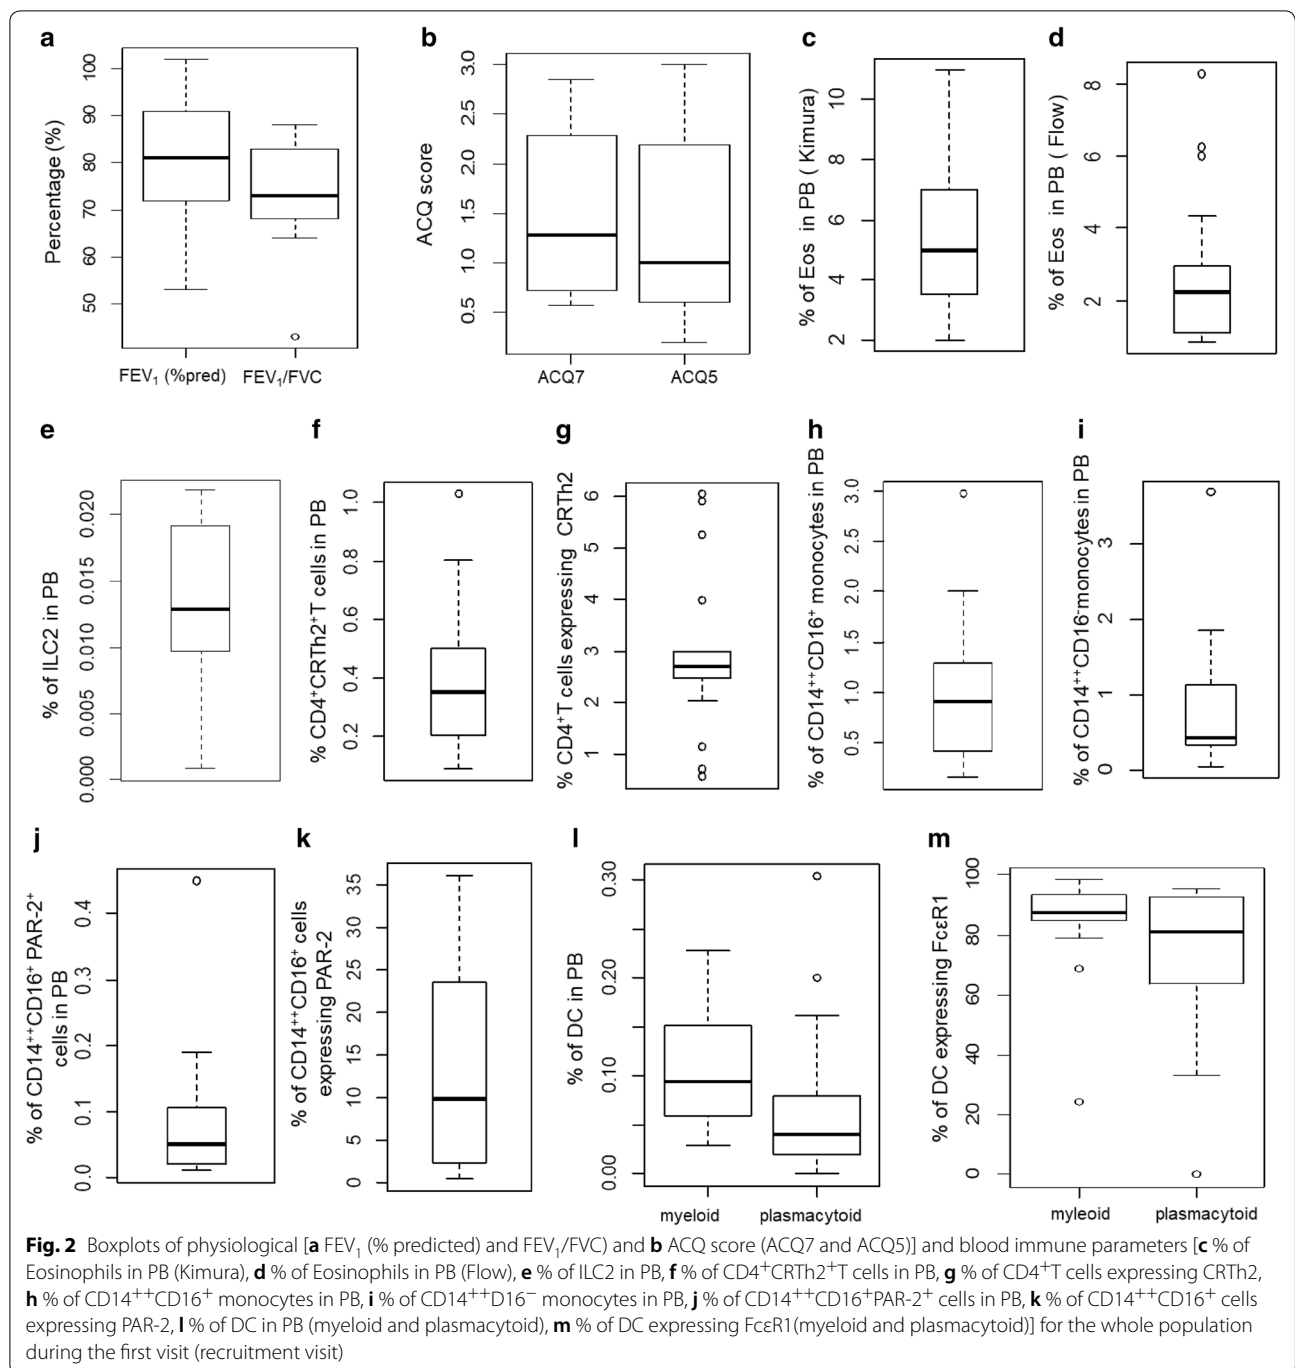 a
Percentage (%)
100
90
80
70
60
50
FEV₁ (%pred)
FEV₁/FVC
b
ACQ score
3.0
2.5
2.0
1.5
1.0
0.5
ACQ7
ACQ5
c
% of Eos in PB ( Kimura)
10
8
6
4
2
d
% of Eos in PB ( Flow)
8
6
4
2
e
% of ILC2 in PB
0.020
0.015
0.010
0.005
0.000
f
% CD4⁺CRTh2⁺T cells in PB
1.0
0.8
0.6
0.4
0.2
g
% CD4⁺T cells expressing CRTh2
6
5
4
3
2
1
h
% of CD14⁺⁺CD16⁺ monocytes in PB
3.0
2.5
2.0
1.5
1.0
0.5
i
% of CD14⁺⁺CD16⁻monocytes in PB
3
2
1
0
j
% of CD14⁺⁺CD16⁺ PAR-2⁺
cells in PB
0.4
0.3
0.2
0.1
0.0
k
% of CD14⁺⁺CD16⁺ cells
expressing PAR-2
35
30
25
20
15
10
5
0
l
% of DC in PB
0.30
0.20
0.10
0.00
myeloid
plasmacytoid
m
% of DC expressing FcεR1
100
80
60
40
20
0
myleoid
plasmacytoid
Fig. 2 Boxplots of physiological [a FEV₁ (% predicted) and FEV₁/FVC) and b ACQ score (ACQ7 and ACQ5)] and blood immune parameters [c % of
Eosinophils in PB (Kimura), d % of Eosinophils in PB (Flow), e % of ILC2 in PB, f % of CD4⁺CRTh2⁺T cells in PB, g % of CD4⁺T cells expressing CRTh2,
h % of CD14⁺⁺CD16⁺ monocytes in PB, i % of CD14⁺⁺D16⁻ monocytes in PB, j % of CD14⁺⁺CD16⁺PAR-2⁺ cells in PB, k % of CD14⁺⁺CD16⁺ cells
expressing PAR-2, l % of DC in PB (myeloid and plasmacytoid), m % of DC expressing FcεR1(myeloid and plasmacytoid)] for the whole population
during the first visit (recruitment visit)